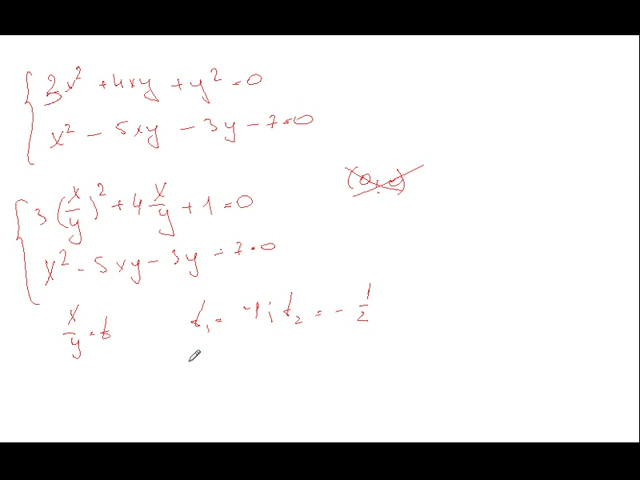 3x² + 4xy + y² = 0
x² - 5xy - 3y - 7 = 0
(0, 0)
3(x/y)² + 4 x/y + 1 = 0
x² - 5xy - 3y - 7 = 0
x/y = t t₁ = -1; t₂ = - 1/2